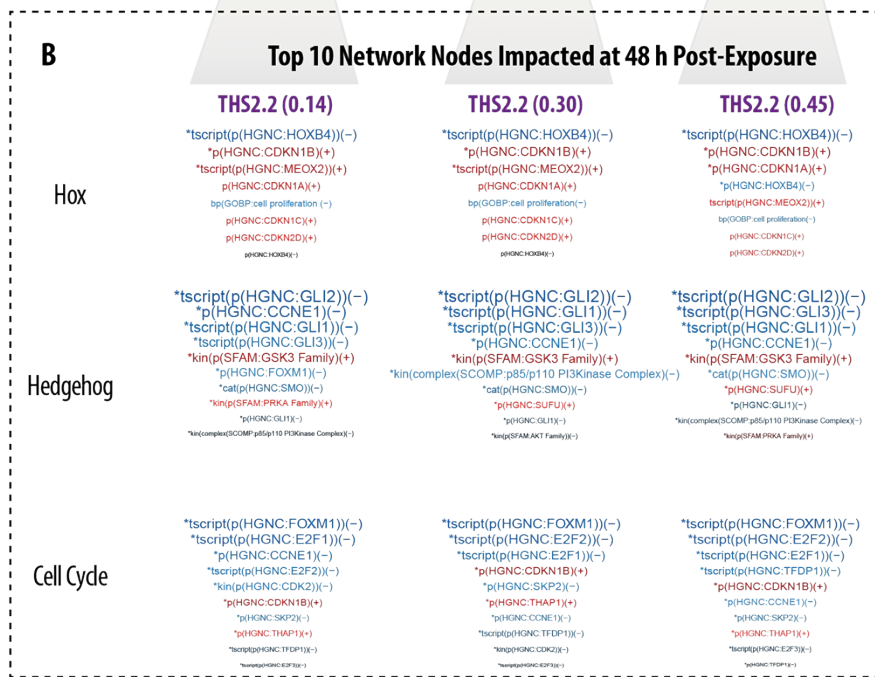 B
Top 10 Network Nodes Impacted at 48 h Post-Exposure
THS2.2 (0.14) THS2.2 (0.30) THS2.2 (0.45)
Hox
*tscript(p(HGNC:HOXB4))(−) *tscript(p(HGNC:HOXB4))(−) *tscript(p(HGNC:HOXB4))(−)
*p(HGNC:CDKN1B)(+) *p(HGNC:CDKN1B)(+) *p(HGNC:CDKN1B)(+)
*tscript(p(HGNC:MEOX2))(+) *tscript(p(HGNC:MEOX2))(+) *p(HGNC:CDKN1A)(+)
p(HGNC:CDKN1A)(+) p(HGNC:CDKN1A)(+) *p(HGNC:HOXB4)(−)
bp(GOBP:cell proliferation (−) bp(GOBP:cell proliferation(−) tscript(p(HGNC:MEOX2))(+)
p(HGNC:CDKN1C)(+) p(HGNC:CDKN1C)(+) bp(GOBP:cell proliferation(−)
p(HGNC:CDKN2D)(+) p(HGNC:CDKN2D)(+) p(HGNC:CDKN1C)(+)
p(HGNC:HOXB4)(−) p(HGNC:HOXB4)(−) p(HGNC:CDKN2D)(+)
Hedgehog
*tscript(p(HGNC:GLI2))(−) *tscript(p(HGNC:GLI2))(−) *tscript(p(HGNC:GLI2))(−)
*p(HGNC:CCNE1)(−) *tscript(p(HGNC:GLI1))(−) *tscript(p(HGNC:GLI3))(−)
*tscript(p(HGNC:GLI1))(−) *tscript(p(HGNC:GLI3))(−) *tscript(p(HGNC:GLI1))(−)
*tscript(p(HGNC:GLI3))(−) *p(HGNC:CCNE1)(−) *p(HGNC:CCNE1)(−)
*kin(p(SFAM:GSK3 Family)(+) *kin(p(SFAM:GSK3 Family)(+) *kin(p(SFAM:GSK3 Family)(+)
*p(HGNC:FOXM1)(−) *kin(complex(SCOMP:p85/p110 PI3Kinase Complex)(−) *cat(p(HGNC:SMO))(−)
*cat(p(HGNC:SMO))(−) *cat(p(HGNC:SMO))(−) *p(HGNC:SUFU)(+)
*kin(p(SFAM:PRKA Family)(+) *p(HGNC:SUFU)(+) *p(HGNC:GLI1)(−)
*p(HGNC:GLI1)(−) *p(HGNC:GLI1)(−) *kin(complex(SCOMP:p85/p110 PI3Kinase Complex)(−)
*kin(complex(SCOMP:p85/p110 PI3Kinase Complex)(−) *kin(p(SFAM:AKT Family))(−) *kin(p(SFAM:PRKA Family)(+)
Cell Cycle
*tscript(p(HGNC:FOXM1))(−) *tscript(p(HGNC:FOXM1))(−) *tscript(p(HGNC:FOXM1))(−)
*tscript(p(HGNC:E2F1))(−) *tscript(p(HGNC:E2F2))(−) *tscript(p(HGNC:E2F2))(−)
*p(HGNC:CCNE1)(−) *tscript(p(HGNC:E2F1))(−) *tscript(p(HGNC:E2F1))(−)
*tscript(p(HGNC:E2F2))(−) *p(HGNC:CDKN1B)(+) *tscript(p(HGNC:TFDP1))(−)
*kin(p(HGNC:CDK2))(−) *p(HGNC:SKP2)(−) *p(HGNC:CDKN1B)(+)
*p(HGNC:CDKN1B)(+) *p(HGNC:THAP1)(+) *p(HGNC:CCNE1)(−)
*p(HGNC:SKP2)(−) *p(HGNC:CCNE1)(−) *p(HGNC:SKP2)(−)
*p(HGNC:THAP1)(+) *tscript(p(HGNC:TFDP1))(−) *p(HGNC:THAP1)(+)
*tscript(p(HGNC:TFDP1))(−) *kin(p(HGNC:CDK2))(−) *tscript(p(HGNC:E2F3))(−)
*tscript(p(HGNC:E2F3))(−) *tscript(p(HGNC:E2F3))(−) *p(HGNC:TFDP1)(−)